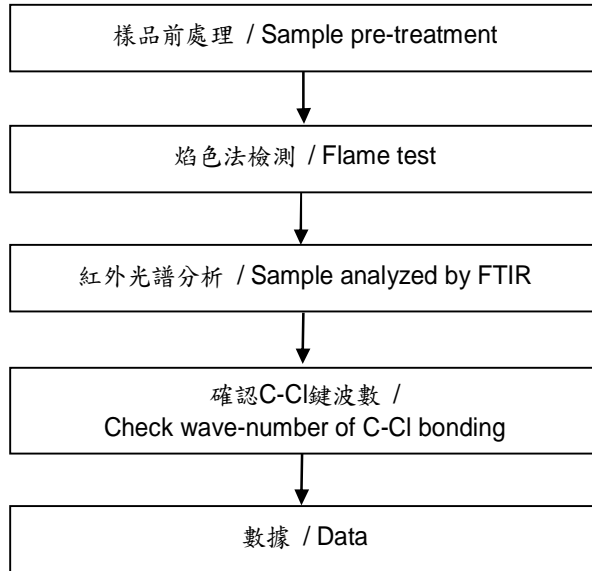 樣品前處理 / Sample pre-treatment
焰色法檢測 / Flame test
紅外光譜分析 / Sample analyzed by FTIR
確認C-Cl鍵波數 /
Check wave-number of C-Cl bonding
數據 / Data